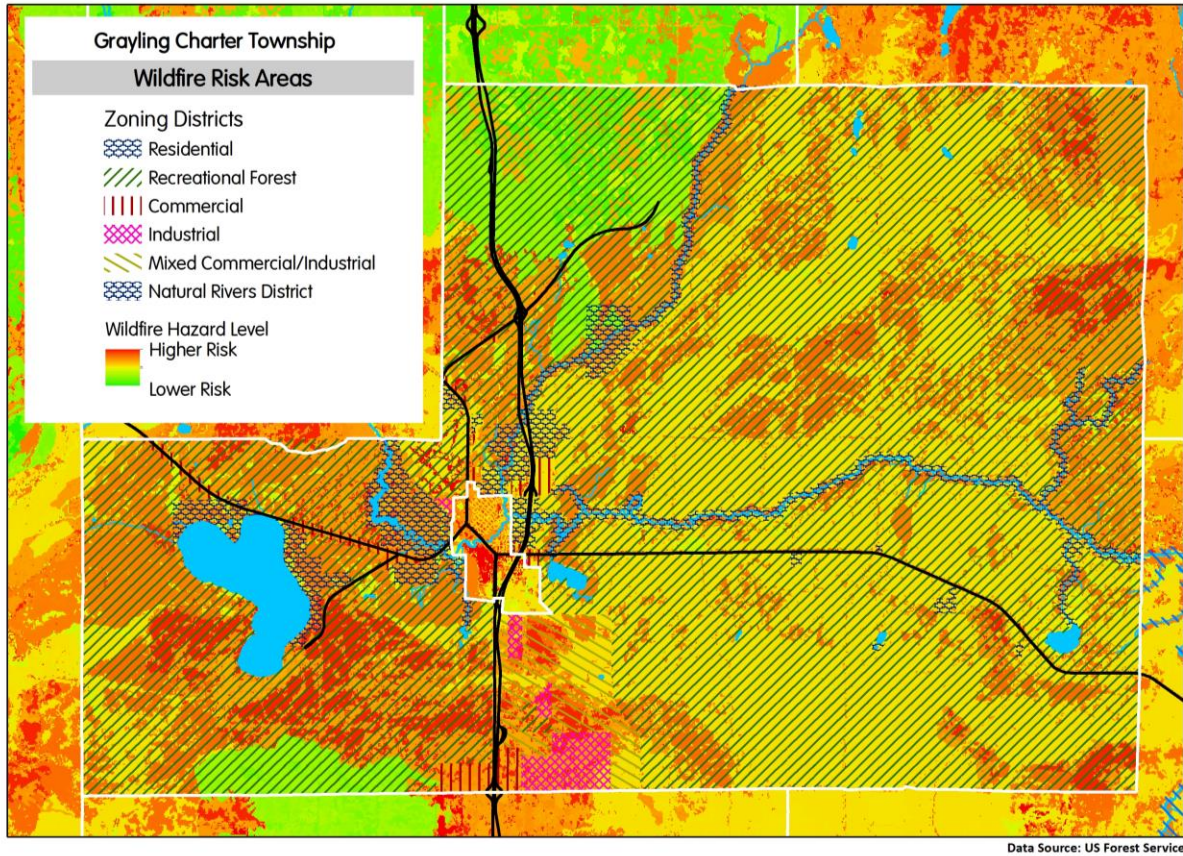 Grayling Charter Township
Wildfire Risk Areas
Zoning Districts
Residential
Recreational Forest
Commercial
Industrial
Mixed Commercial/Industrial
Natural Rivers District
Wildfire Hazard Level
Higher Risk
Lower Risk
Data Source: US Forest Service